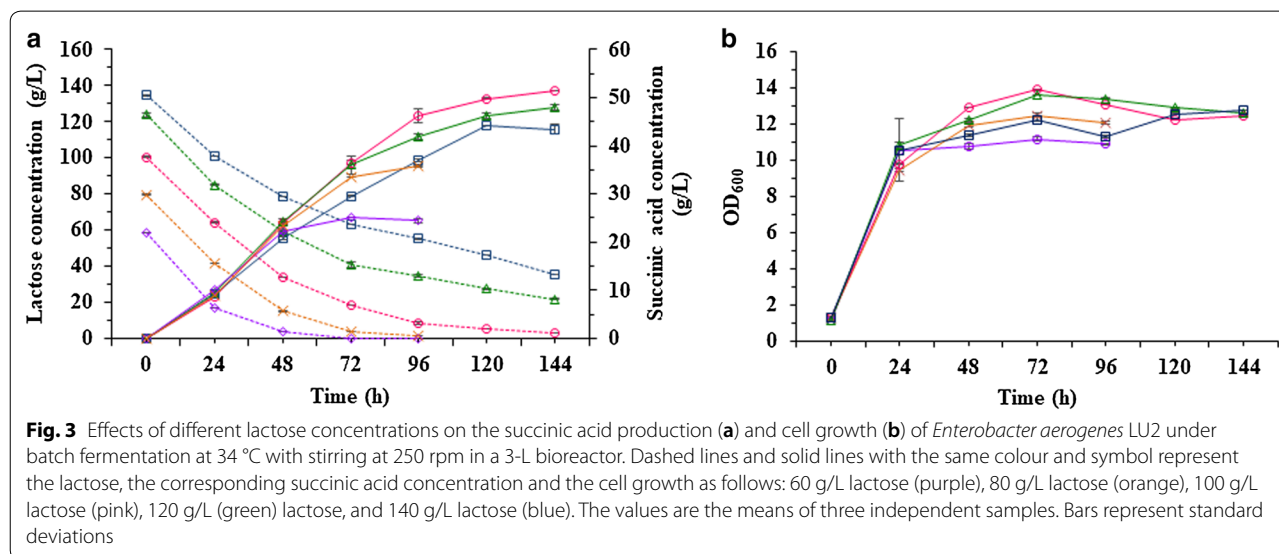 a
b
Lactose concentration (g/L)
160
140
120
100
80
60
40
20
0
0 24 48 72 96 120 144
Time (h)
60
50
40
30
20
10
0
Succinic acid concentration
(g/L)
OD600
16
14
12
10
8
6
4
2
0
0 24 48 72 96 120 144
Time (h)
Fig. 3 Effects of different lactose concentrations on the succinic acid production (a) and cell growth (b) of Enterobacter aerogenes LU2 under
batch fermentation at 34 °C with stirring at 250 rpm in a 3-L bioreactor. Dashed lines and solid lines with the same colour and symbol represent
the lactose, the corresponding succinic acid concentration and the cell growth as follows: 60 g/L lactose (purple), 80 g/L lactose (orange), 100 g/L
lactose (pink), 120 g/L (green) lactose, and 140 g/L lactose (blue). The values are the means of three independent samples. Bars represent standard
deviations